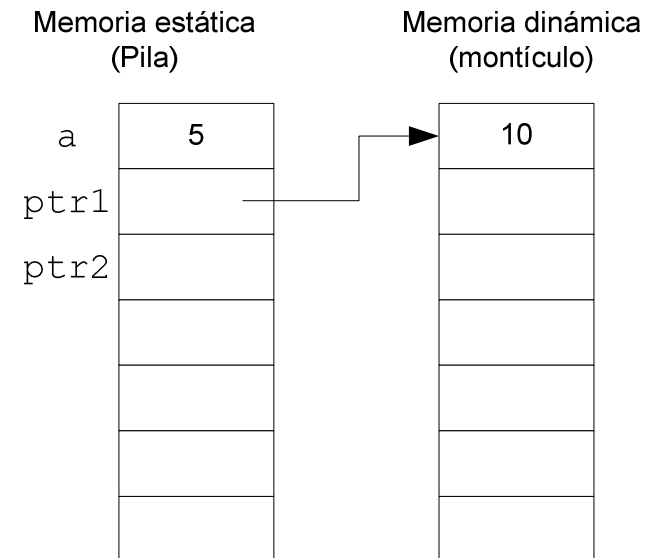 Memoria estática
(Pila)
Memoria dinámica
(montículo)
a
5
10
ptr1
ptr2